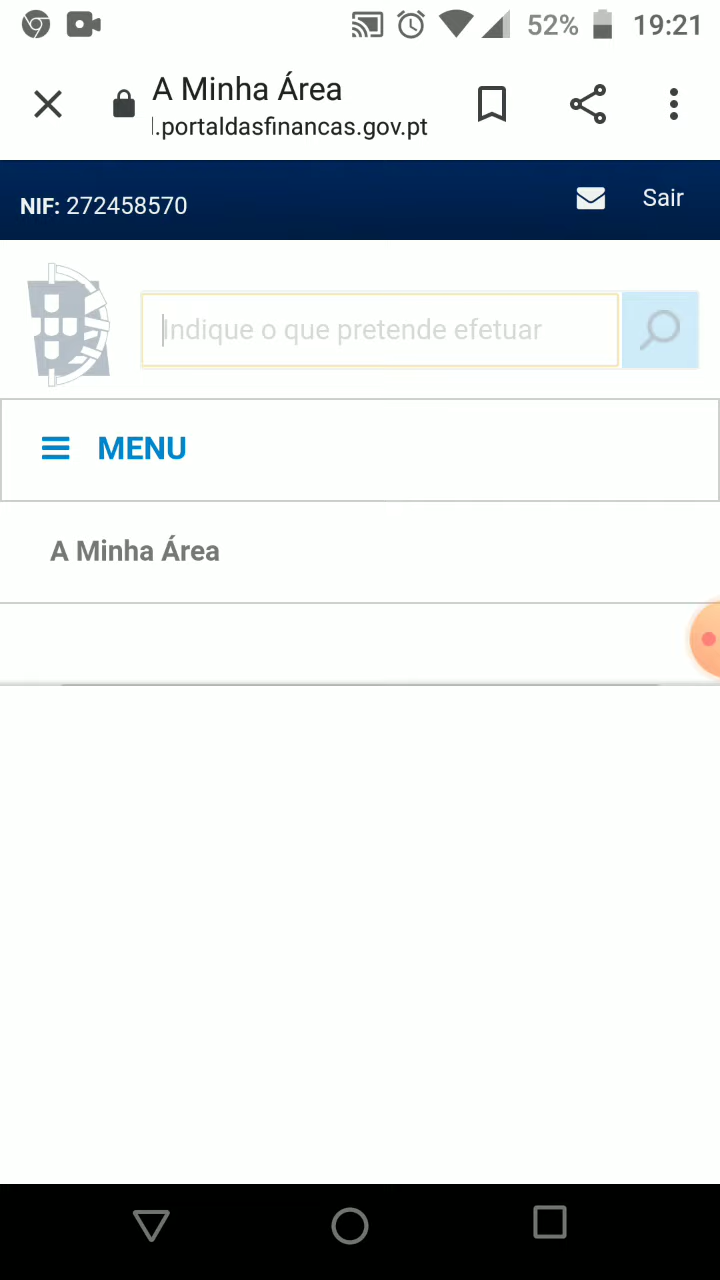 52% 19:21
A Minha Área
.portaldasfinancas.gov.pt
NIF: 272458570
Sair
Indique o que pretende efetuar
MENU
A Minha Área